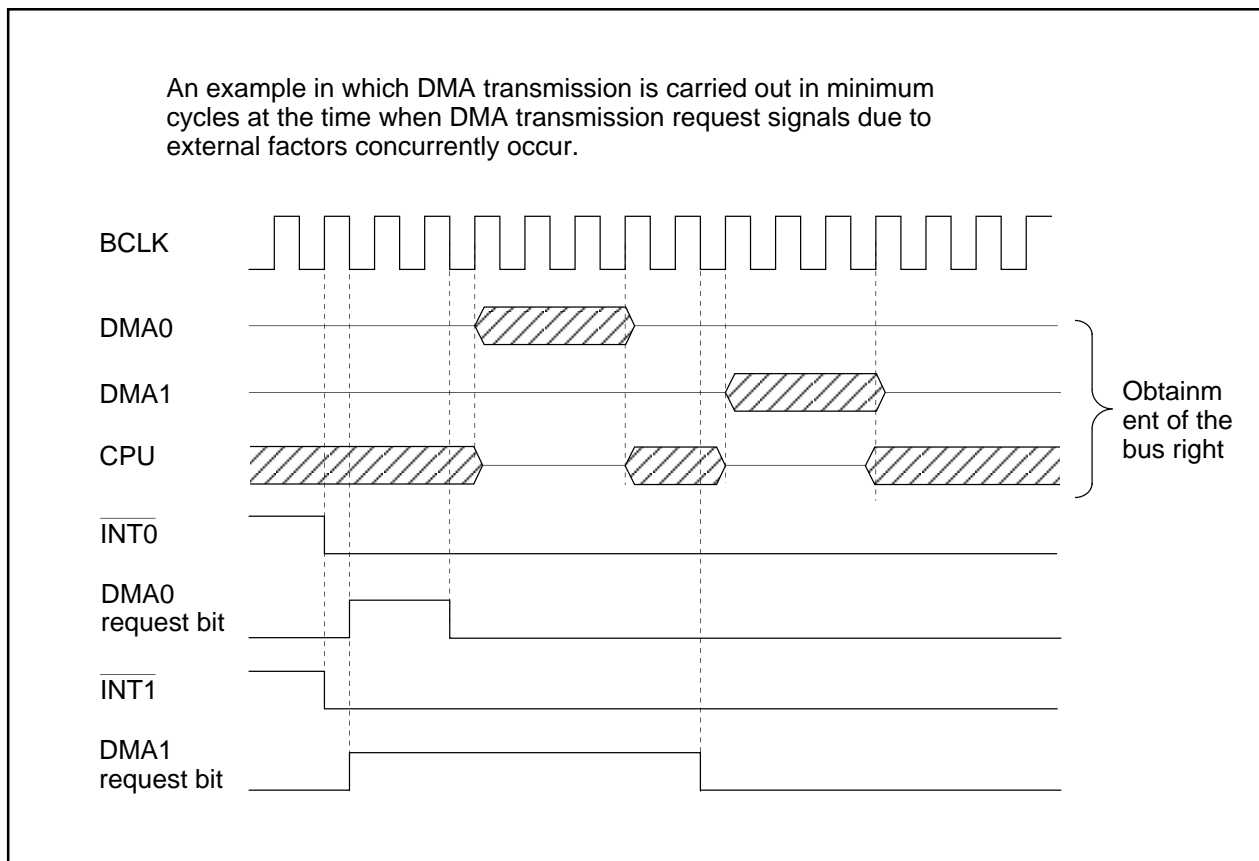 An example in which DMA transmission is carried out in minimum
cycles at the time when DMA transmission request signals due to
external factors concurrently occur.
BCLK
DMA0
DMA1
CPU
Obtainm
ent of the
bus right
INT0
DMA0
request bit
INT1
DMA1
request bit